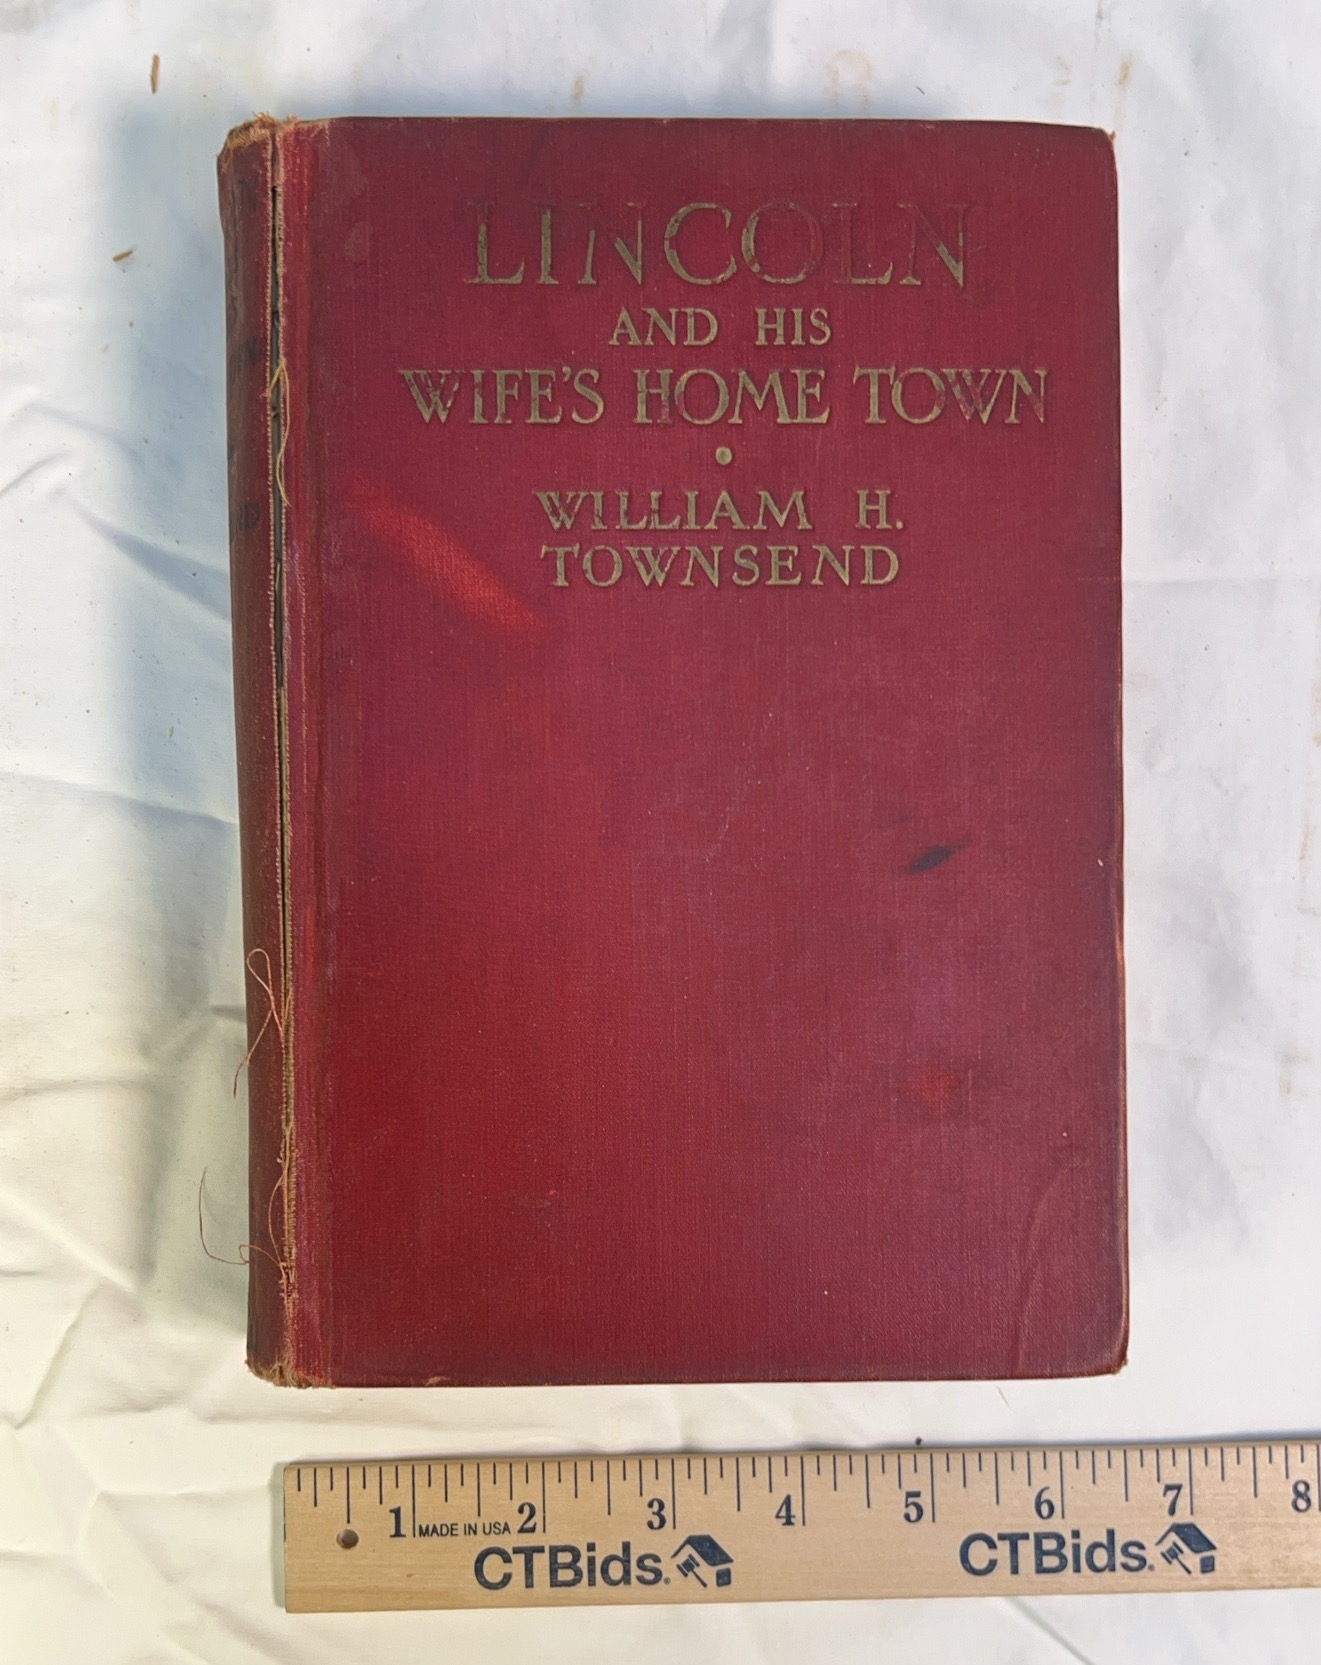 LINCOLN
AND HIS
WIFE'S HOME TOWN
WILLIAM H.
TOWNSEND
1 2 3 4 5 6 7 8
MADE IN USA
CTBids. CTBids.